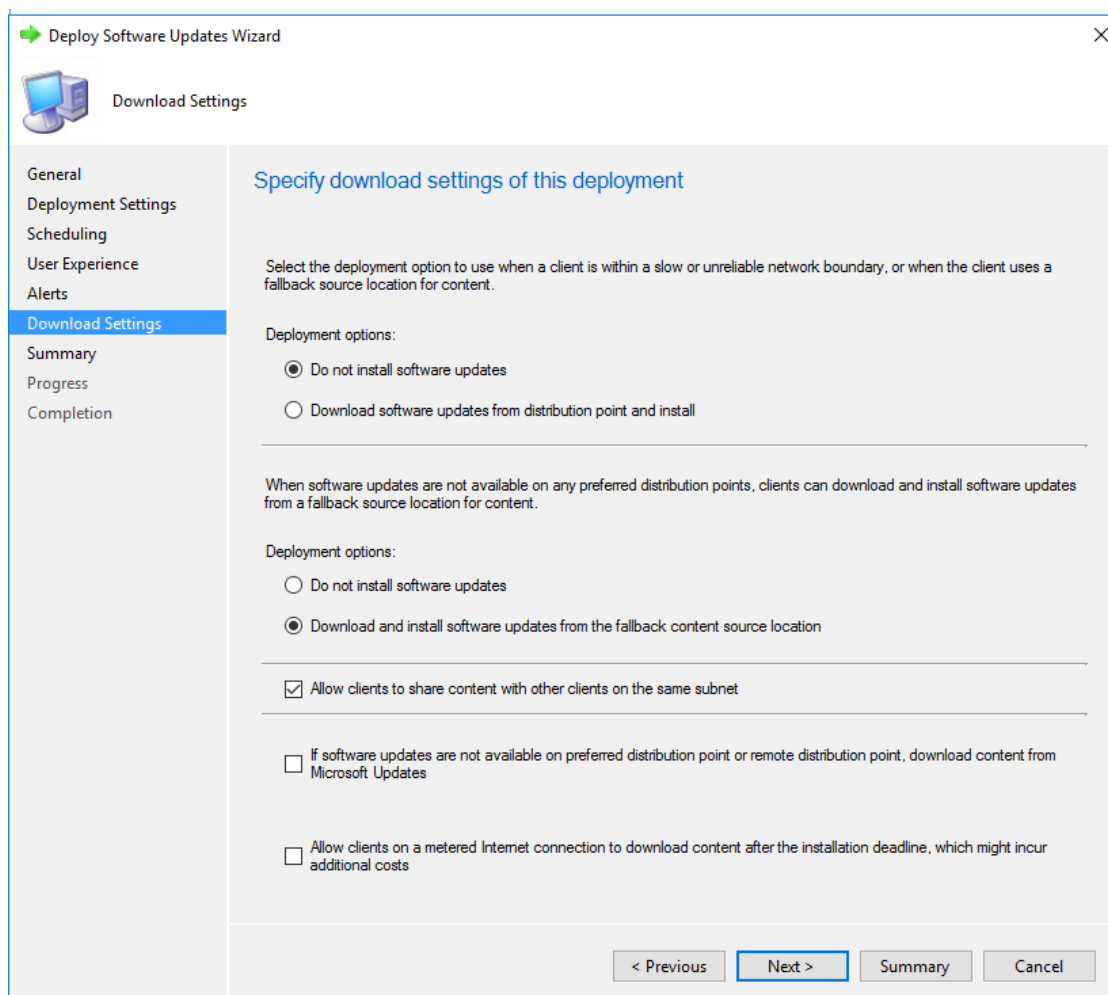 Deploy Software Updates Wizard
Download Settings
General
Deployment Settings
Scheduling
User Experience
Alerts
Download Settings
Summary
Progress
Completion
Specify download settings of this deployment
Select the deployment option to use when a client is within a slow or unreliable network boundary, or when the client uses a
fallback source location for content.
Deployment options:
Do not install software updates
Download software updates from distribution point and install
When software updates are not available on any preferred distribution points, clients can download and install software updates
from a fallback source location for content.
Deployment options:
Do not install software updates
Download and install software updates from the fallback content source location
Allow clients to share content with other clients on the same subnet
If software updates are not available on preferred distribution point or remote distribution point, download content from
Microsoft Updates
Allow clients on a metered Internet connection to download content after the installation deadline, which might incur
additional costs
< Previous
Next >
Summary
Cancel